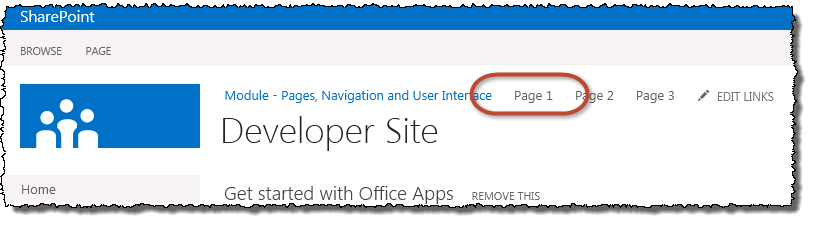 SharePoint
BROWSE PAGE
Module - Pages, Navigation and User Interface Page 1 Page 2 Page 3 EDIT LINKS
Developer Site
Home
Get started with Office Apps REMOVE THIS